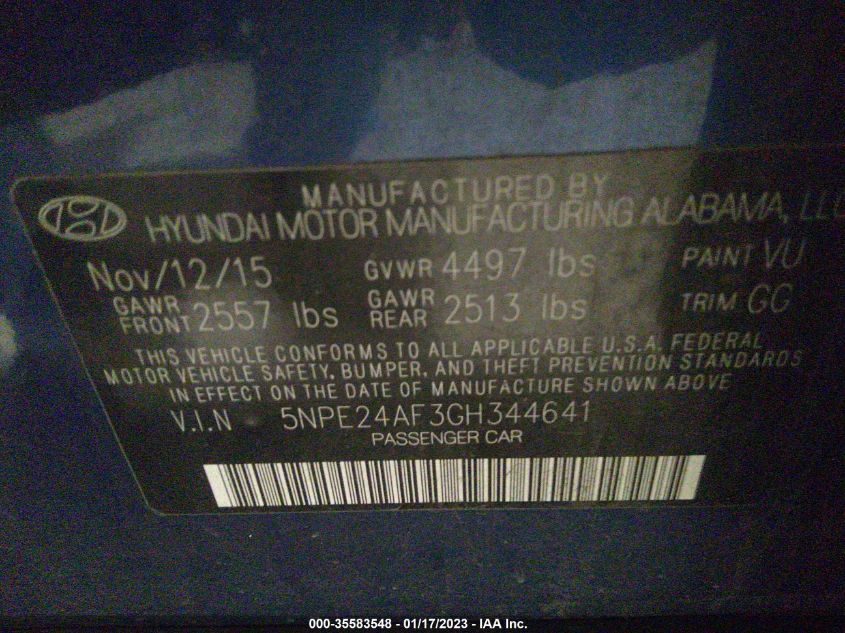 MANUFACTURED BY
HYUNDAI MOTOR MANUFACTURING ALABAMA, LLC
Nov/12/15 GVWR 4497 lbs PAINT VU
GAWR FRONT 2557 lbs GAWR REAR 2513 lbs TRIM GG
THIS VEHICLE CONFORMS TO ALL APPLICABLE U.S.A. FEDERAL
MOTOR VEHICLE SAFETY, BUMPER, AND THEFT PREVENTION STANDARDS
IN EFFECT ON THE DATE OF MANUFACTURE SHOWN ABOVE
V.I.N 5NPE24AF3GH344641
PASSENGER CAR
000-35583548 - 01/17/2023 - IAA Inc.